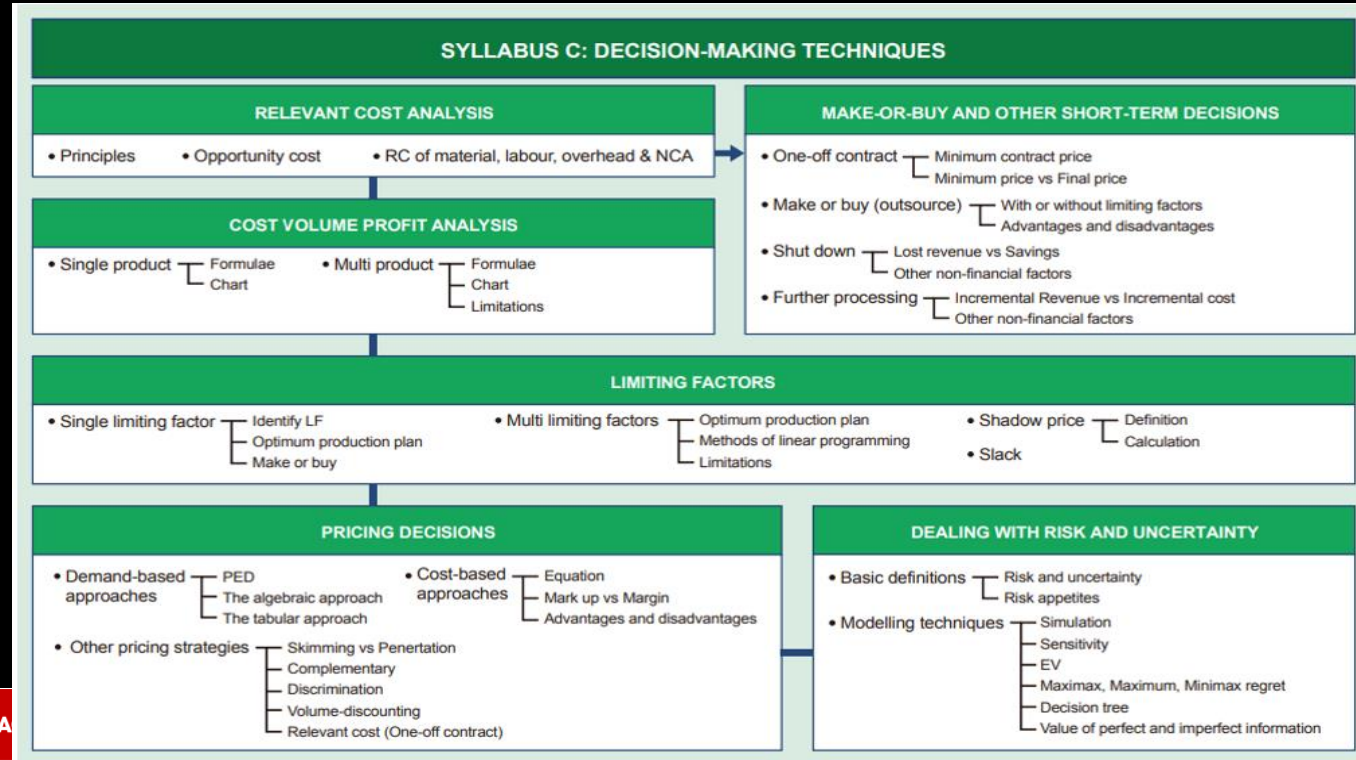 SYLLABUS C: DECISION-MAKING TECHNIQUES
RELEVANT COST ANALYSIS
• Principles • Opportunity cost • RC of material, labour, overhead & NCA
MAKE-OR-BUY AND OTHER SHORT-TERM DECISIONS
• One-off contract
Minimum contract price
Minimum price vs Final price
• Make or buy (outsource)
With or without limiting factors
Advantages and disadvantages
• Shut down
Lost revenue vs Savings
Other non-financial factors
• Further processing
Incremental Revenue vs Incremental cost
Other non-financial factors
COST VOLUME PROFIT ANALYSIS
• Single product
Formulae
Chart
• Multi product
Formulae
Chart
Limitations
LIMITING FACTORS
• Single limiting factor
Identify LF
Optimum production plan
Make or buy
• Multi limiting factors
Optimum production plan
Methods of linear programming
Limitations
• Shadow price
Definition
Calculation
• Slack
PRICING DECISIONS
• Demand-based
approaches
PED
The algebraic approach
The tabular approach
• Cost-based
approaches
Equation
Mark up vs Margin
Advantages and disadvantages
• Other pricing strategies
Skimming vs Penertation
Complementary
Discrimination
Volume-discounting
Relevant cost (One-off contract)
DEALING WITH RISK AND UNCERTAINTY
• Basic definitions
Risk and uncertainty
Risk appetites
• Modelling techniques
Simulation
Sensitivity
EV
Maximax, Maximum, Minimax regret
Decision tree
Value of perfect and imperfect information
A